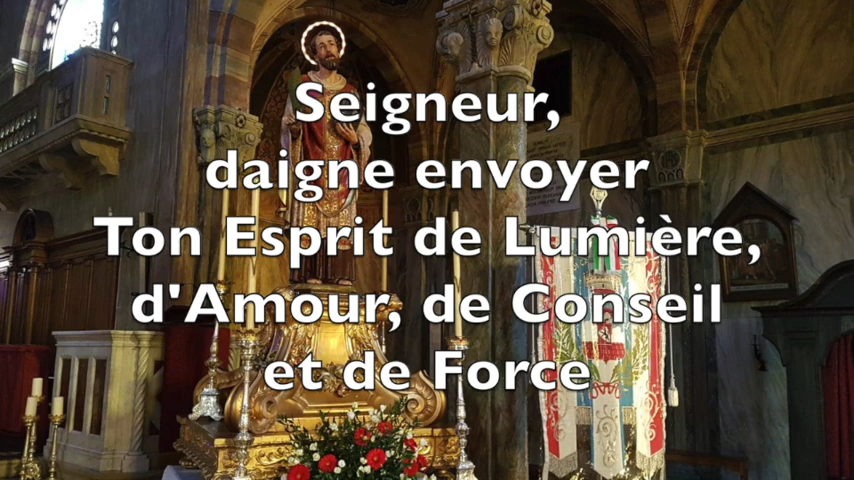 Seigneur,
daigne envoyer
Ton Esprit de Lumière,
d'Amour, de Conseil
et de Force